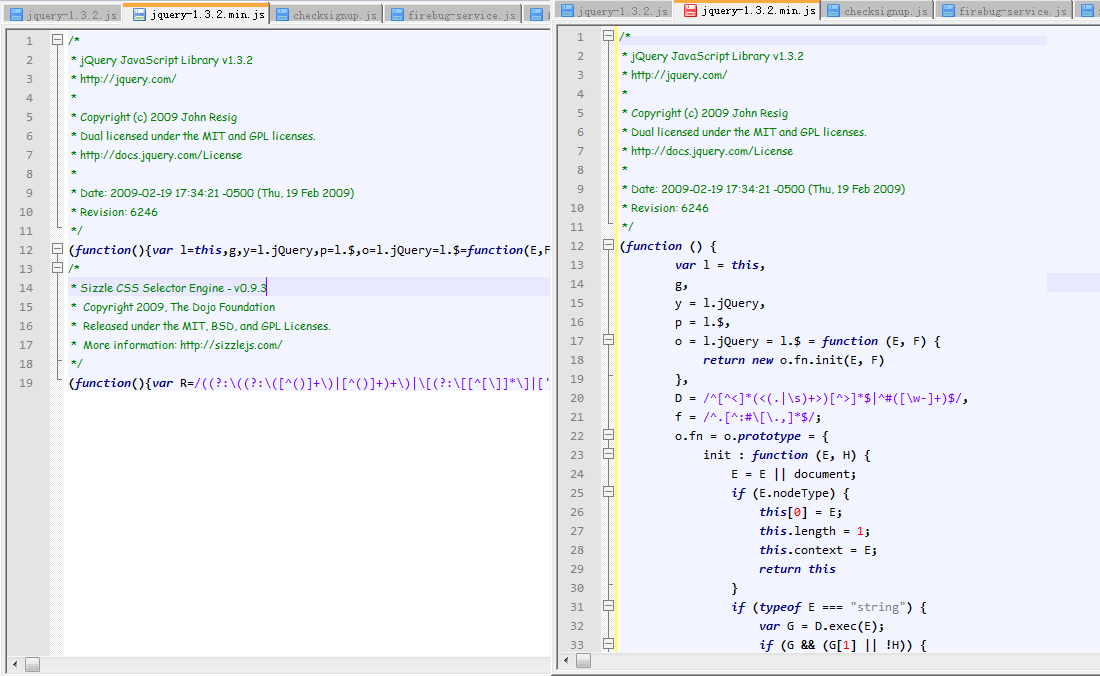 jquery-1.3.2.js jquery-1.3.2.min.js checksignup.js firebug-service.js
1 /*
2 * jQuery JavaScript Library v1.3.2
3 * http://jquery.com/
4 *
5 * Copyright (c) 2009 John Resig
6 * Dual licensed under the MIT and GPL licenses.
7 * http://docs.jquery.com/License
8 *
9 * Date: 2009-02-19 17:34:21 -0500 (Thu, 19 Feb 2009)
10 * Revision: 6246
11 */
12 (function(){var l=this,g,y=l.jQuery,p=l.$,o=l.jQuery=l.$=function(E,F
13 /*
14 * Sizzle CSS Selector Engine - v0.9.3
15 *  Copyright 2009, The Dojo Foundation
16 *  Released under the MIT, BSD, and GPL Licenses.
17 *  More information: http://sizzlejs.com/
18 */
19 (function(){var R=/((?:\((?:\([^()]+\)|[^()]+)+\)|\[(?:\[[^[\]]*\]|['
jquery-1.3.2.js jquery-1.3.2.min.js checksignup.js firebug-service.js
1 /*
2 * jQuery JavaScript Library v1.3.2
3 * http://jquery.com/
4 *
5 * Copyright (c) 2009 John Resig
6 * Dual licensed under the MIT and GPL licenses.
7 * http://docs.jquery.com/License
8 *
9 * Date: 2009-02-19 17:34:21 -0500 (Thu, 19 Feb 2009)
10 * Revision: 6246
11 */
12 (function () {
13 var l = this,
14 g,
15 y = l.jQuery,
16 p = l.$,
17 o = l.jQuery = l.$ = function (E, F) {
18 return new o.fn.init(E, F)
19 },
20 D = /^[^<]*(<(.|\s)+>)[^>]*$|^#([\w-]+)$/,
21 f = /^.[^:#\[\.,]*$/;
22 o.fn = o.prototype = {
23 init : function (E, H) {
24 E = E || document;
25 if (E.nodeType) {
26 this[0] = E;
27 this.length = 1;
28 this.context = E;
29 return this
30 }
31 if (typeof E === "string") {
32 var G = D.exec(E);
33 if (G && (G[1] || !H)) {